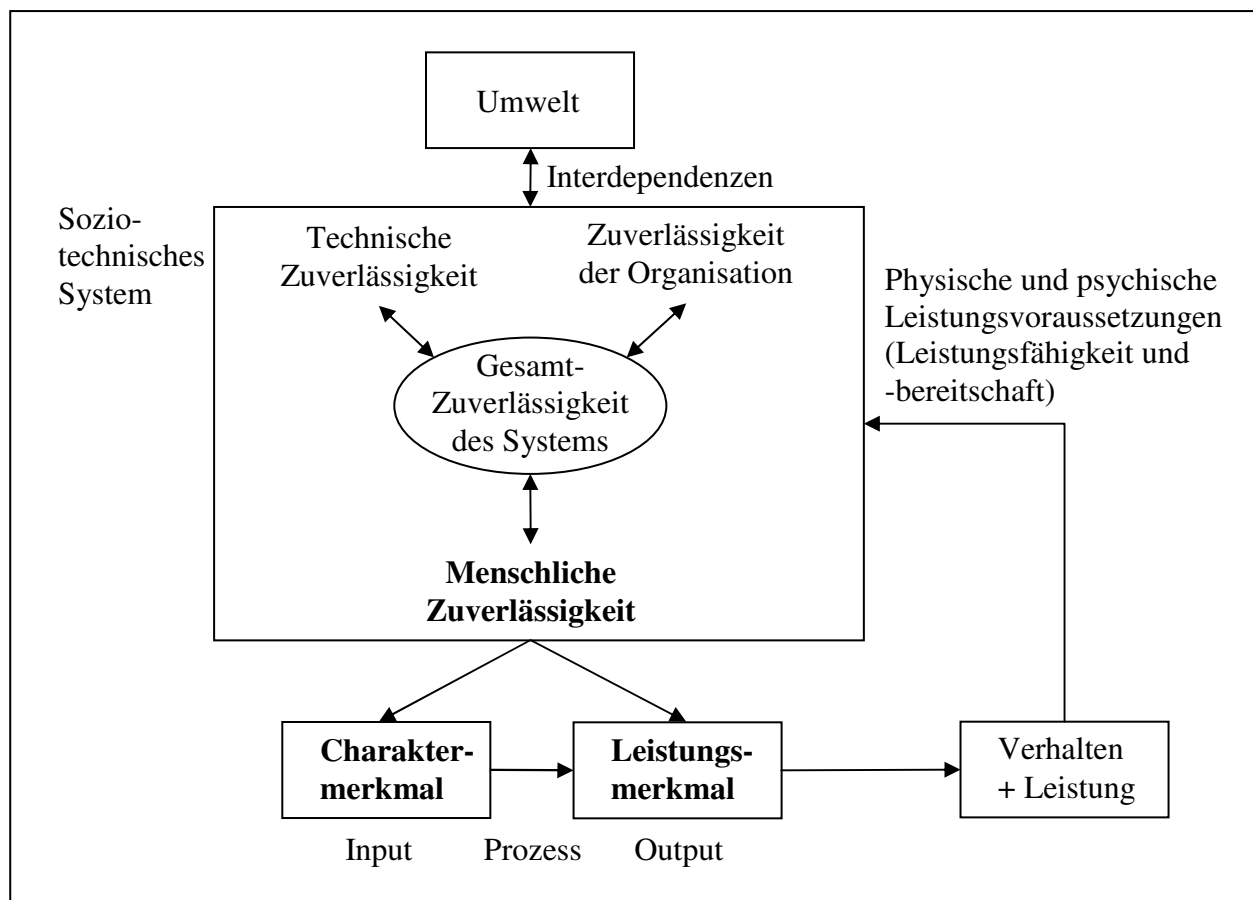 Umwelt
Interdependenzen
Sozio-
technisches
System
Technische
Zuverlässigkeit
Zuverlässigkeit
der Organisation
Physische und psychische
Leistungsvoraussetzungen
(Leistungsfähigkeit und
-bereitschaft)
Gesamt-
Zuverlässigkeit
des Systems
Menschliche
Zuverlässigkeit
Charakter-
merkmal
Leistungs-
merkmal
Verhalten
+ Leistung
Input
Prozess
Output